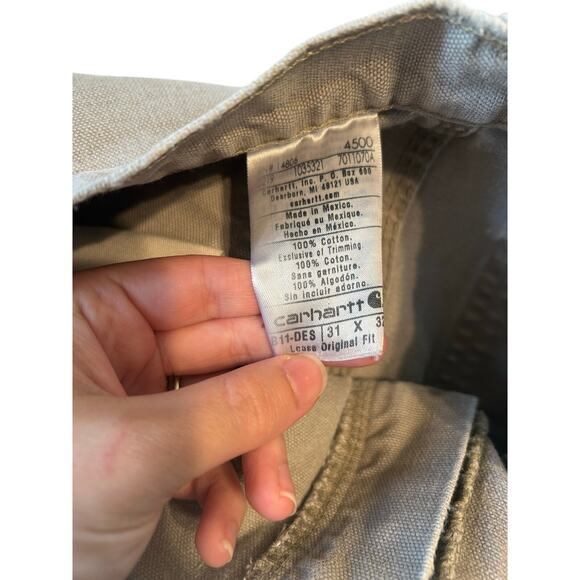 14806 4500
1035321 7011070A
Carhartt, Inc. P. O. Box 600
Dearborn, MI 48121 USA
carhartt.com
Made in Mexico.
Fabriqué au Mexique.
Hecho en México.
100% Cotton.
Exclusive of Trimming.
100% Coton.
Sans garniture.
100% Algodón.
Sin incluir adorno.
carhartt
B11-DES 31 X
Loose Original Fit